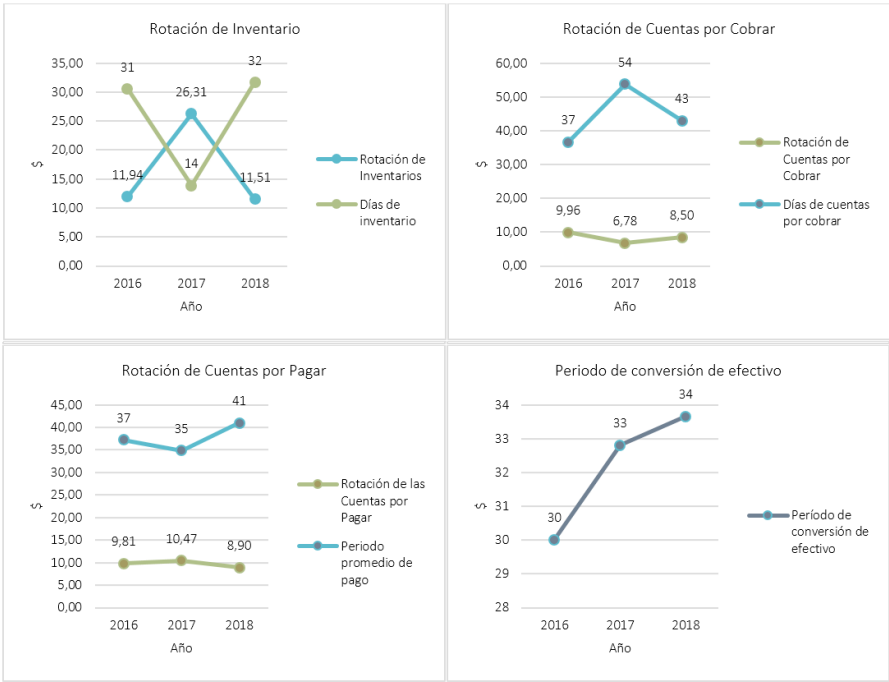 Rotación de Inventario
35,00
30,00
25,00
20,00
15,00
10,00
5,00
0,00
$
31
32
26,31
14
11,94
11,51
2016
2017
2018
Año
Rotación de
Inventarios
Días de
inventario
Rotación de Cuentas por Cobrar
60,00
50,00
40,00
30,00
20,00
10,00
0,00
$
54
37
43
9,96
6,78
8,50
2016
2017
2018
Año
Rotación de
Cuentas por
Cobrar
Días de cuentas
por cobrar
Rotación de Cuentas por Pagar
45,00
40,00
35,00
30,00
25,00
20,00
15,00
10,00
5,00
0,00
$
37
35
41
9,81
10,47
8,90
2016
2017
2018
Año
Rotación de las
Cuentas por
Pagar
Periodo
promedio de
pago
Periodo de conversión de efectivo
34
33
32
31
30
29
28
$
30
33
34
2016
2017
2018
Año
Período de
conversión de
efectivo